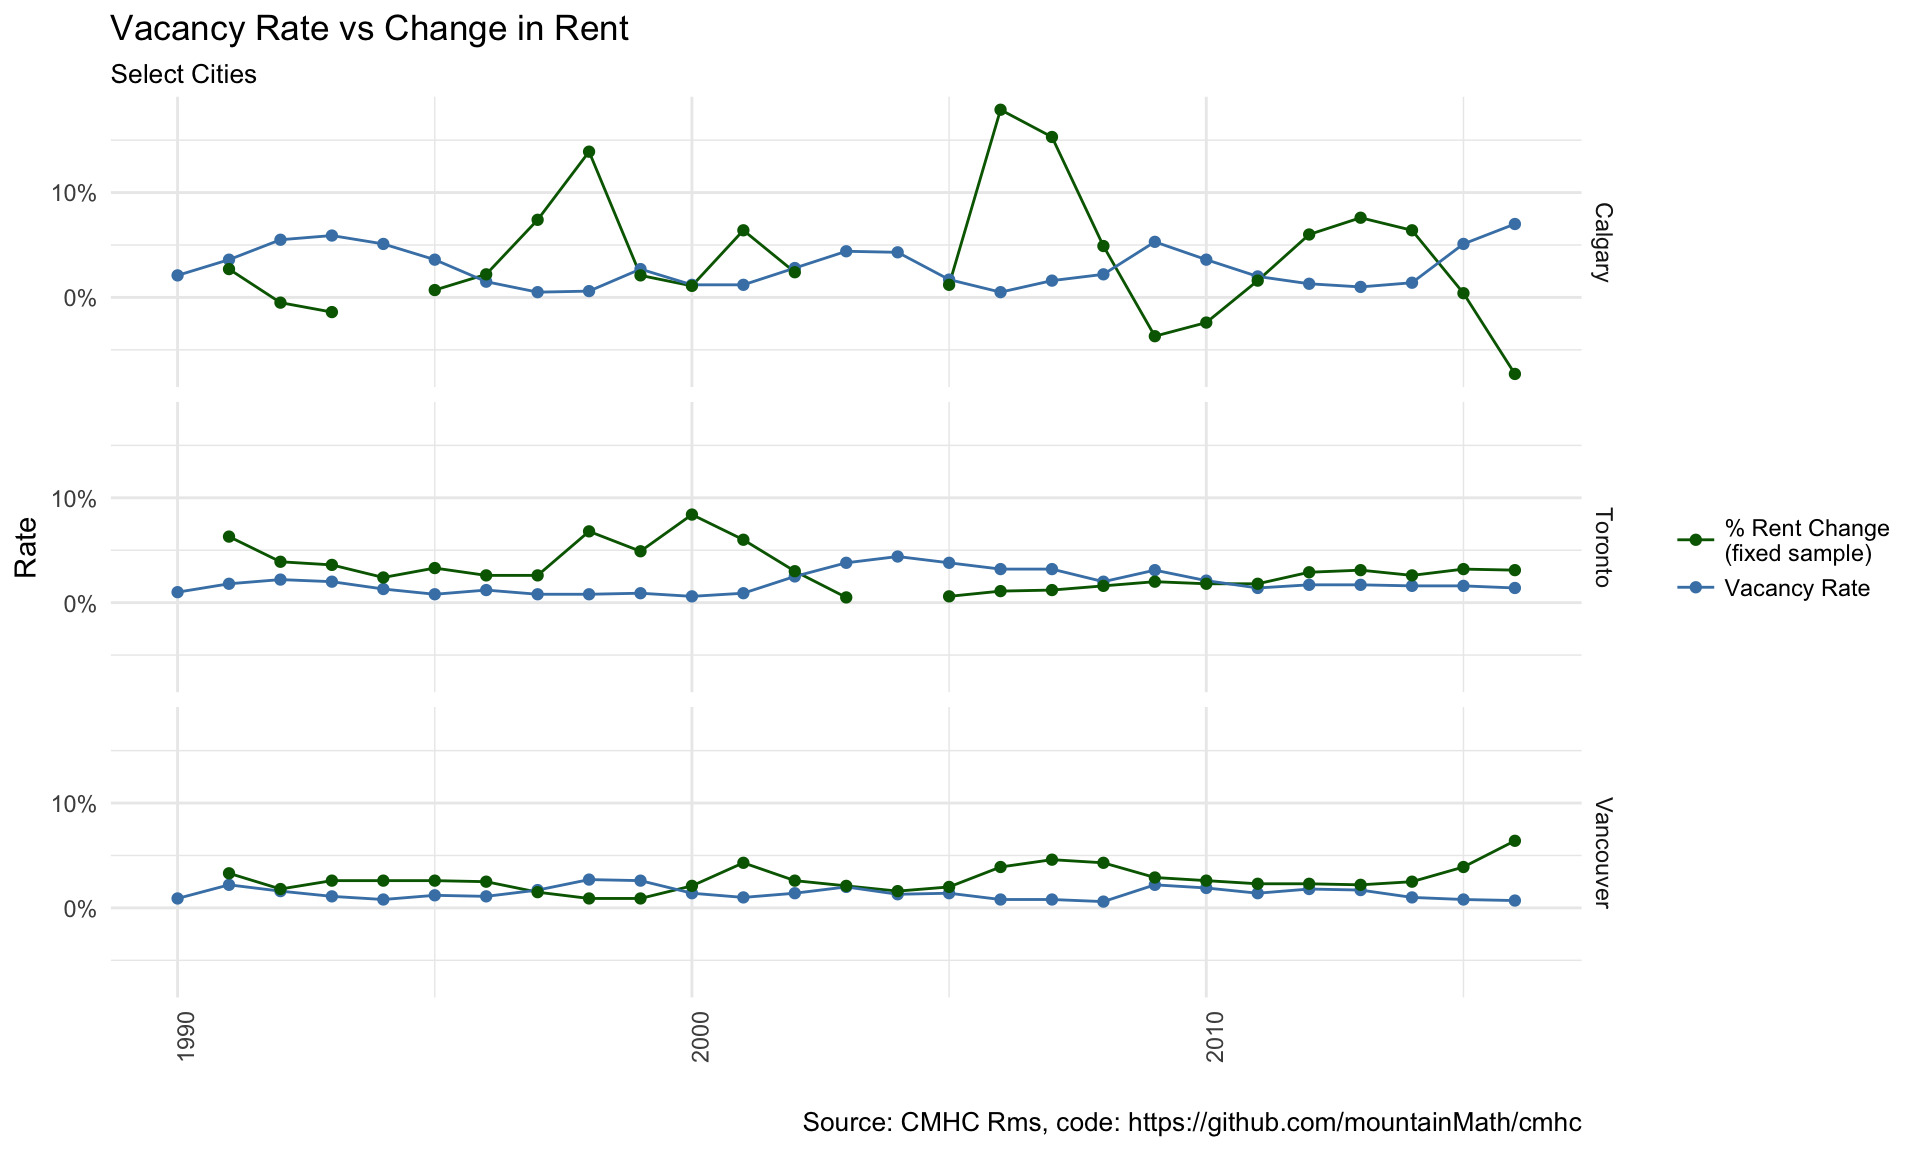 Vacancy Rate vs Change in Rent
Select Cities
Rate
10%
0%
Calgary
10%
0%
Toronto
10%
0%
Vancouver
1990
2000
2010
% Rent Change
(fixed sample)
Vacancy Rate
Source: CMHC Rms, code: https://github.com/mountainMath/cmhc